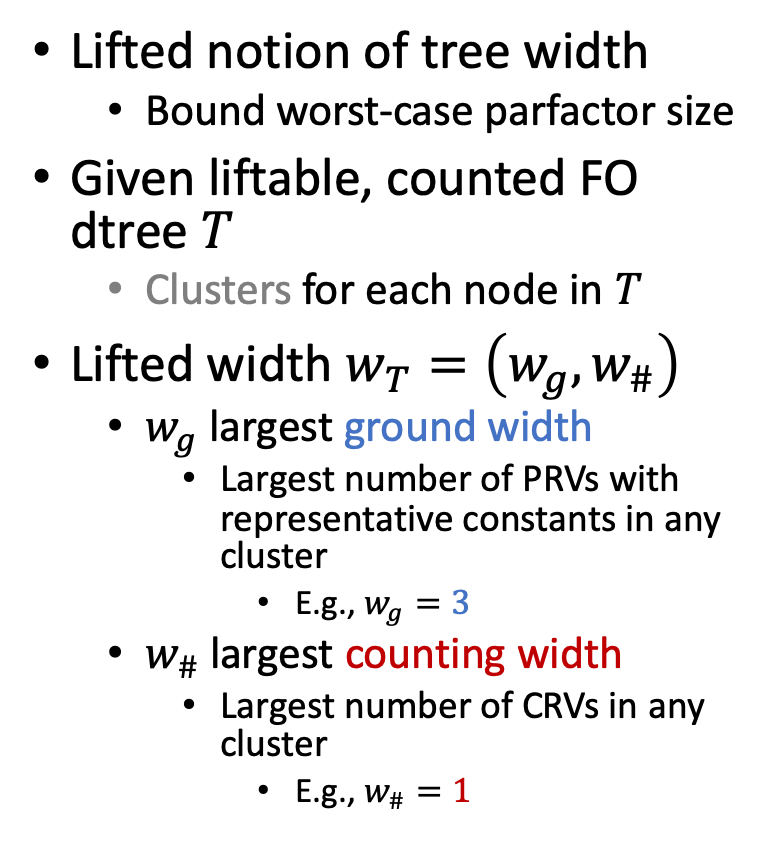 • Lifted notion of tree width
• Bound worst-case parfactor size
• Given liftable, counted FO
dtree T
• Clusters for each node in T
• Lifted width w_T = (w_g, w_#)
• w_g largest ground width
• Largest number of PRVs with
representative constants in any
cluster
• E.g., w_g = 3
• w_# largest counting width
• Largest number of CRVs in any
cluster
• E.g., w_# = 1